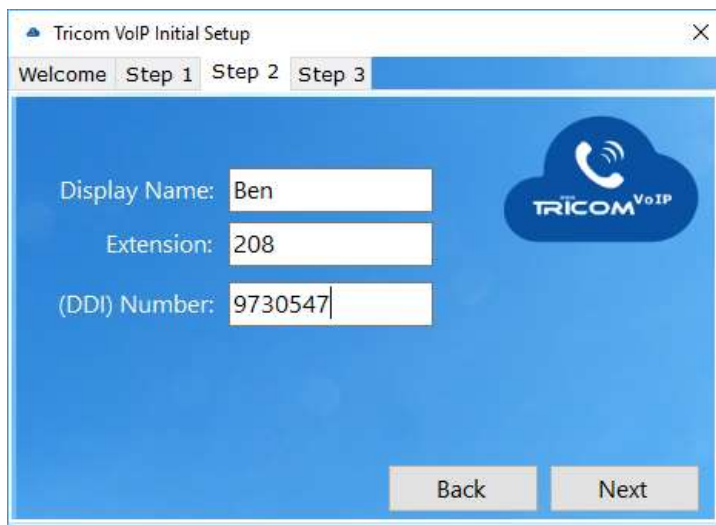 Tricom VoIP Initial Setup
Welcome Step 1 Step 2 Step 3
TRICOM VoIP
Display Name: Ben
Extension: 208
(DDI) Number: 9730547
Back Next